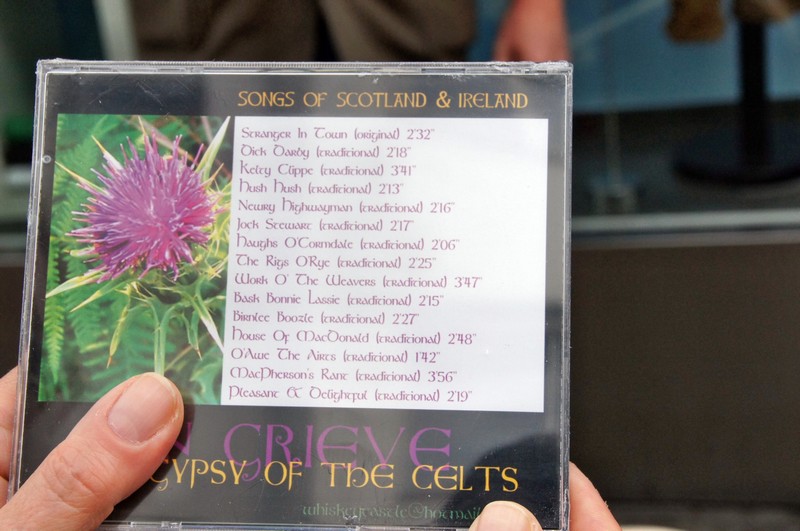 SONGS OF SCOTLAND & IRELAND
Stranger In Town (original) 2'32"
Dick Darby (traditional) 2'18"
Kelty Clippe (traditional) 3'41"
Hush Hush (traditional) 2'13"
Newry Highwayman (traditional) 2'16"
Jock Stewart (traditional) 2'17"
Haughs O'Cormdale (traditional) 2'06"
The Rigs O'Rye (traditional) 2'25"
Work O' The Weavers (traditional) 3'47"
Bask Bonnie Lassie (traditional) 2'15"
Birnlee Boozle (traditional) 2'27"
House Of MacDonald (traditional) 2'48"
O'Awe The Airts (traditional) 1'42"
MacPherson's Rant (traditional) 3'56"
Pleasant & Delightful (traditional) 2'19"
N GRIEVE
GYPSY OF THE CELTS